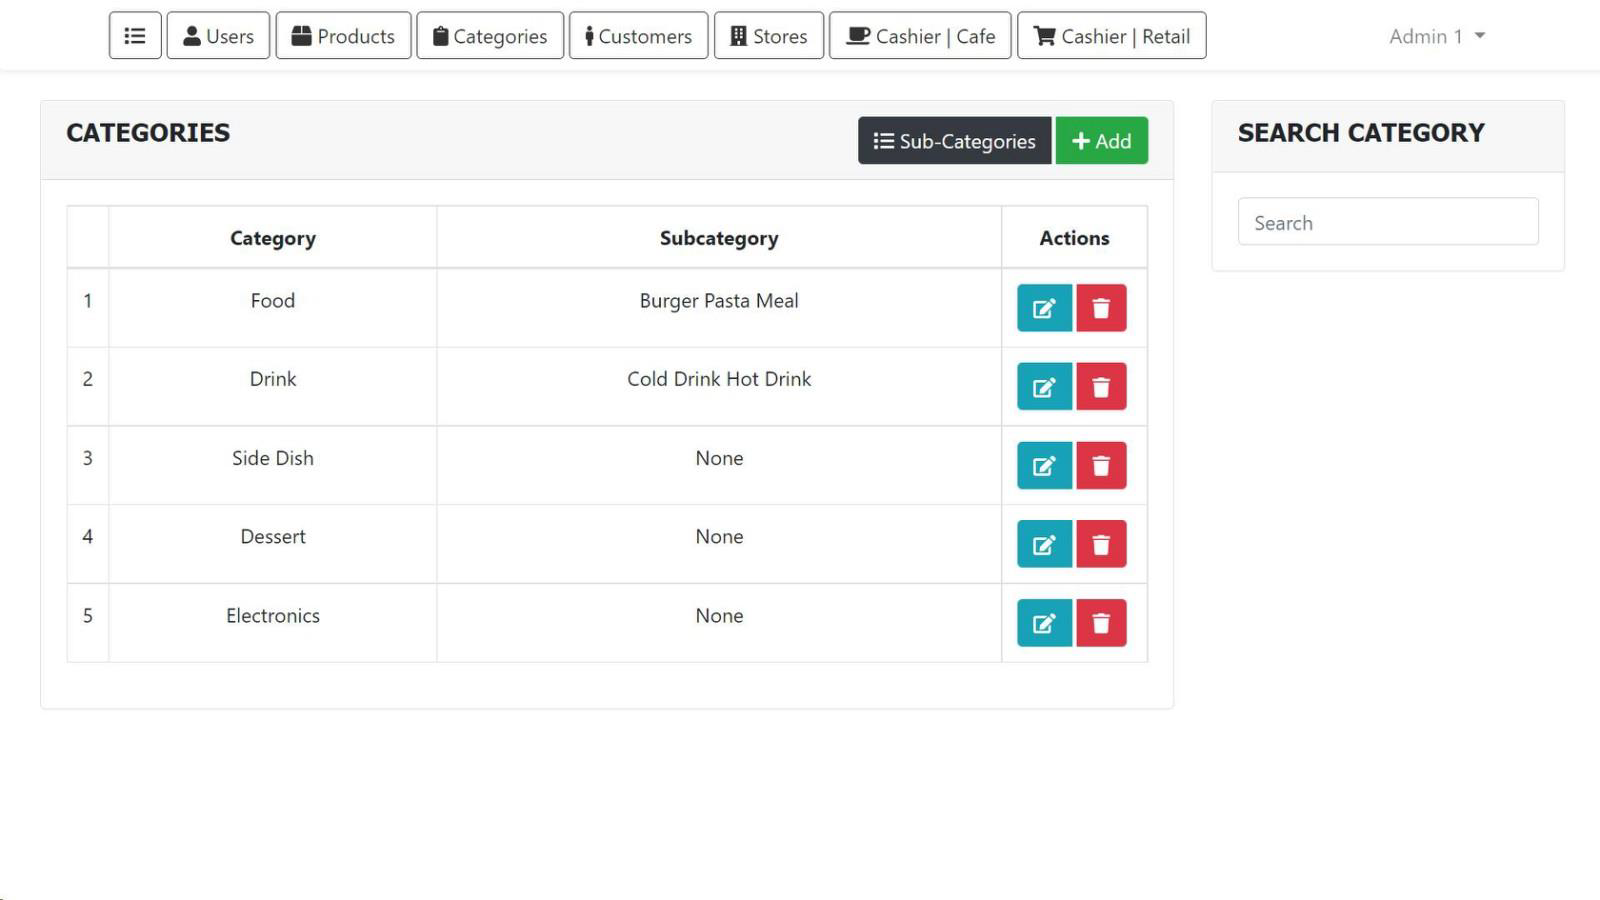 Users Products Categories Customers Stores Cashier | Cafe Cashier | Retail Admin 1
CATEGORIES
Sub-Categories Add
Category Subcategory Actions
1 Food Burger Pasta Meal
2 Drink Cold Drink Hot Drink
3 Side Dish None
4 Dessert None
5 Electronics None
SEARCH CATEGORY
Search